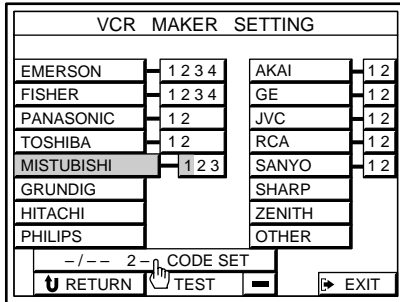 VCR MAKER SETTING
EMERSON 1 2 3 4 AKAI 1 2
FISHER 1 2 3 4 GE 1 2
PANASONIC 1 2 JVC 1 2
TOSHIBA 1 2 RCA 1 2
MISTUBISHI 1 2 3 SANYO 1 2
GRUNDIG SHARP
HITACHI ZENITH
PHILIPS OTHER
–/–– 2– CODE SET
RETURN TEST – EXIT